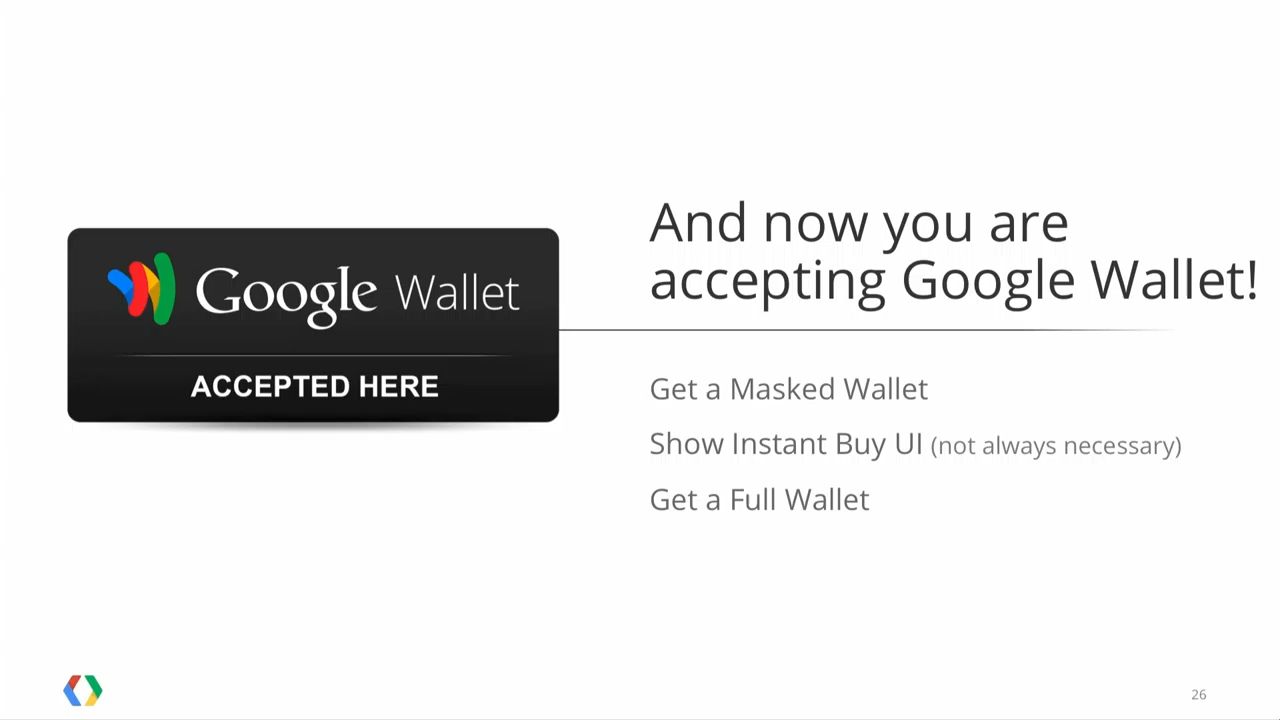 Google Wallet
ACCEPTED HERE
And now you are
accepting Google Wallet!
Get a Masked Wallet
Show Instant Buy UI (not always necessary)
Get a Full Wallet
26